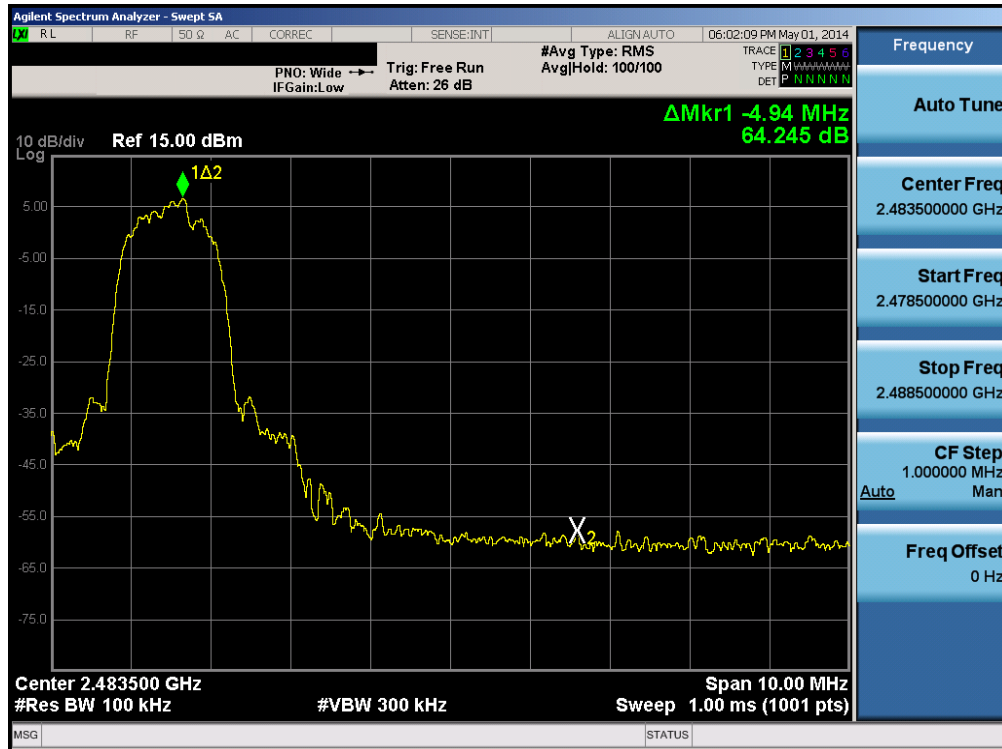 Agilent Spectrum Analyzer - Swept SA
LXI RL RF 50 Ω AC CORREC SENSE:INT ALIGN AUTO 06:02:09 PM May 01, 2014
PNO: Wide
IFGain:Low
Trig: Free Run
Atten: 26 dB
#Avg Type: RMS
Avg|Hold: 100/100
TRACE 1 2 3 4 5 6
TYPE M
DET P N N N N N
ΔMkr1 -4.94 MHz
64.245 dB
10 dB/div Ref 15.00 dBm
Log
1Δ2
5.00
-5.00
-15.0
-25.0
-35.0
-45.0
-55.0
-65.0
-75.0
X2
Center 2.483500 GHz Span 10.00 MHz
#Res BW 100 kHz #VBW 300 kHz Sweep 1.00 ms (1001 pts)
MSG STATUS
Frequency
Auto Tune
Center Freq
2.483500000 GHz
Start Freq
2.478500000 GHz
Stop Freq
2.488500000 GHz
CF Step
1.000000 MHz
Auto Man
Freq Offset
0 Hz